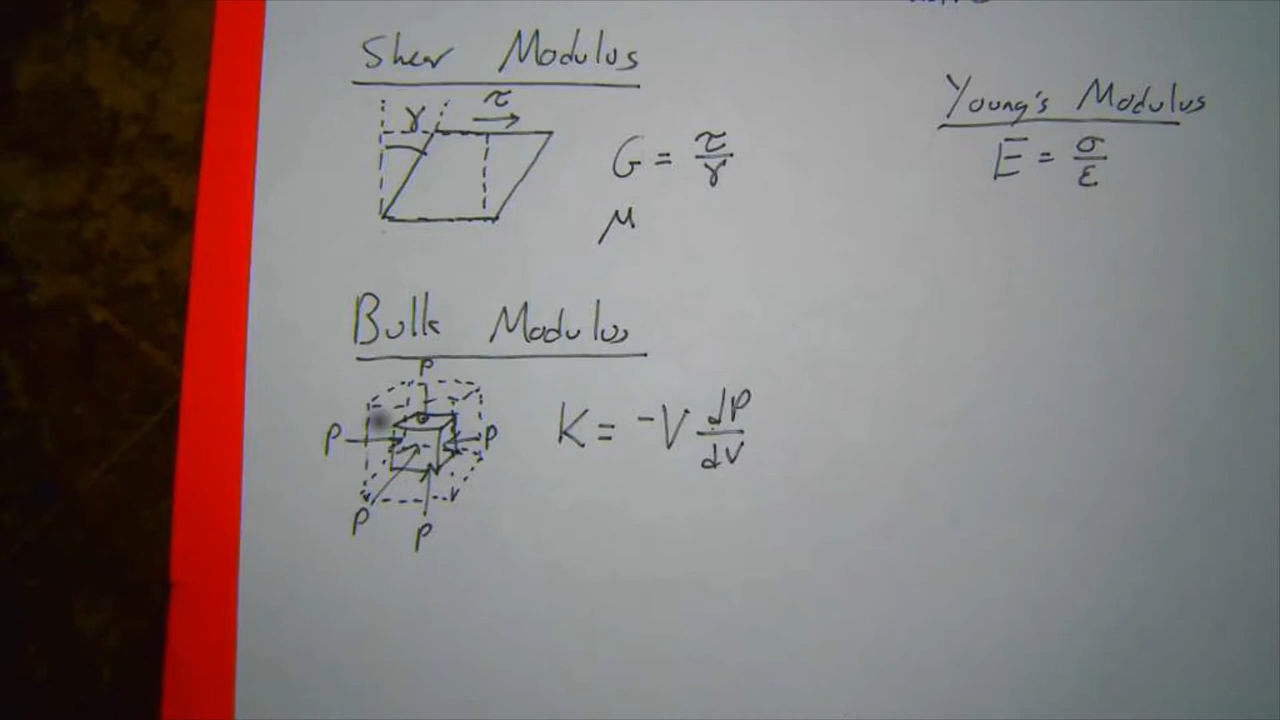 Shear Modulus
γ τ
G = τ/γ
μ
Young's Modulus
E = σ/ε
Bulk Modulus
P
P P
P
P
K = -V dP/dV